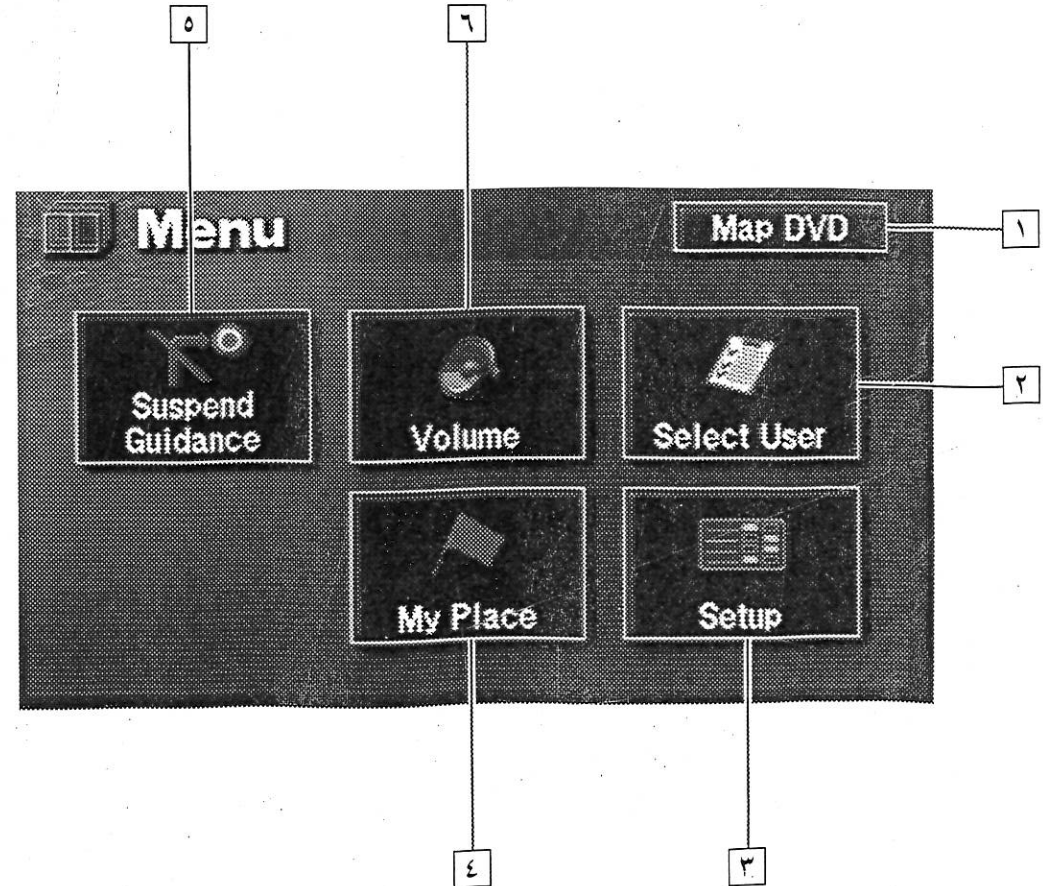 ٥ ٦
Menu
Map DVD
١
Suspend
Guidance
Volume
Select User
٢
My Place
Setup
٤ ٣